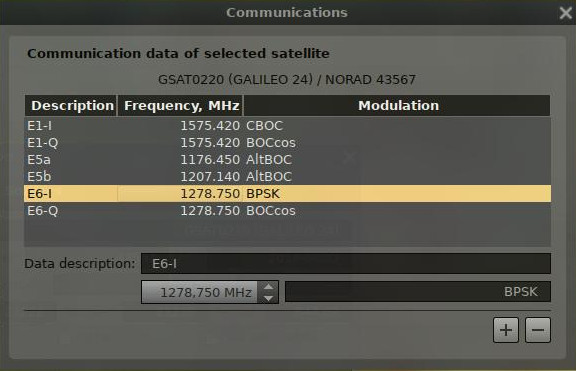 Communications
Communication data of selected satellite
GSAT0220 (GALILEO 24) / NORAD 43567
Description Frequency, MHz Modulation
E1-I 1575.420 CBOC
E1-Q 1575.420 BOCcos
E5a 1176.450 AltBOC
E5b 1207.140 AltBOC
E6-I 1278.750 BPSK
E6-Q 1278.750 BOCcos
Data description: E6-I
1278,750 MHz BPSK